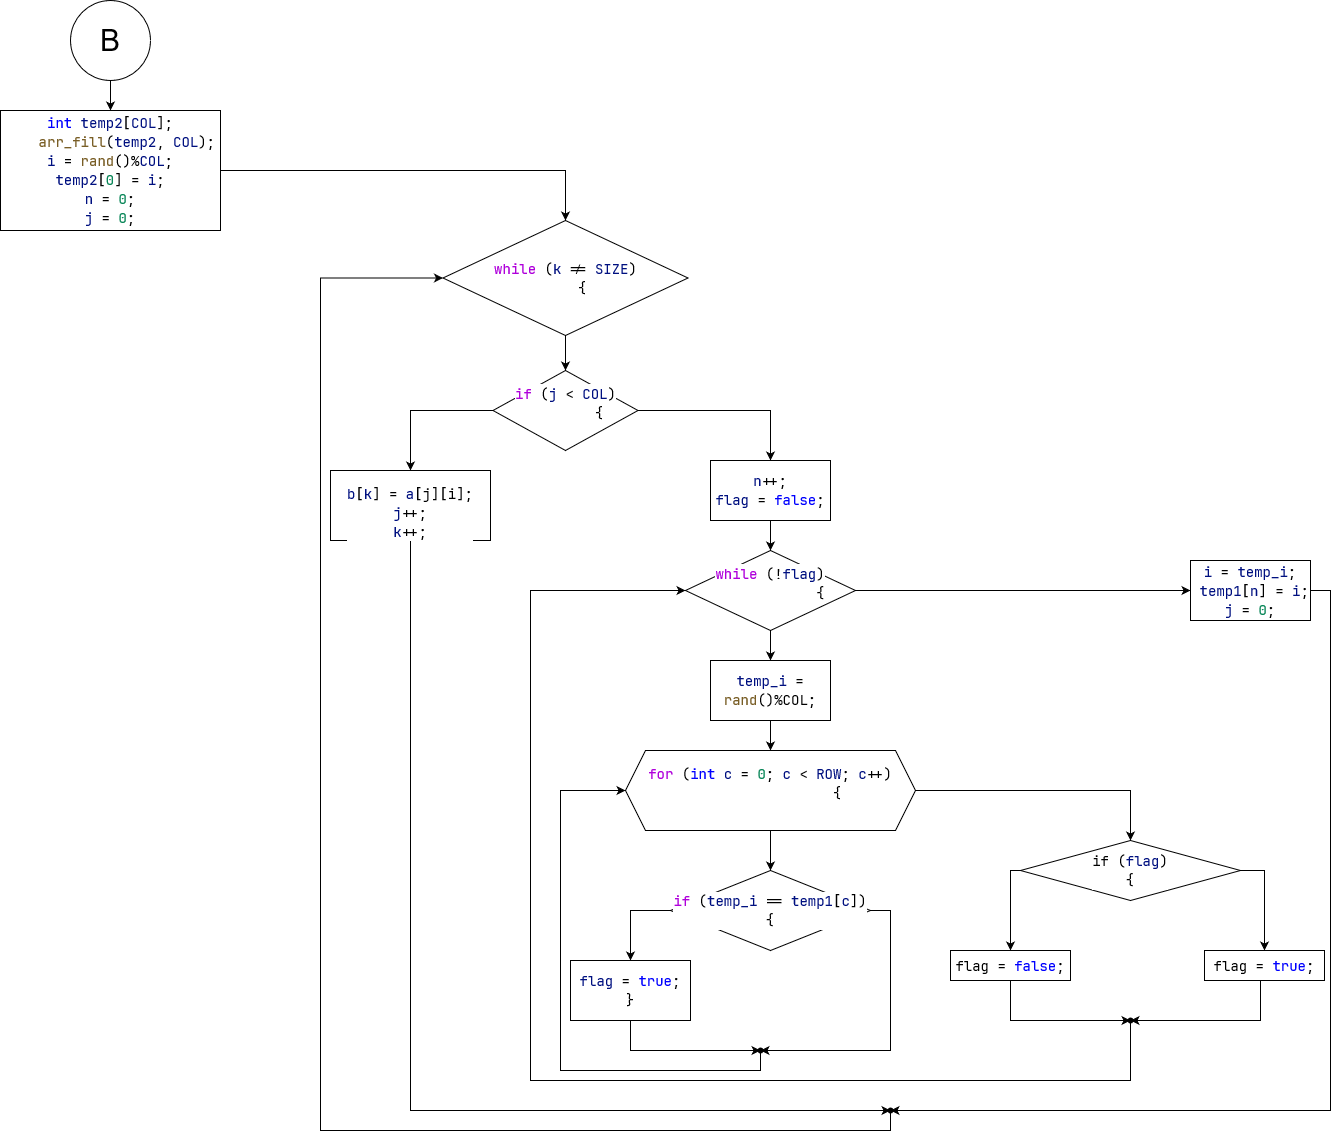 B
int temp2[COL];
arr_fill(temp2, COL);
i = rand()%COL;
temp2[0] = i;
n = 0;
j = 0;
while (k != SIZE)
{
if (j < COL)
{
b[k] = a[j][i];
j++;
k++;
n++;
flag = false;
while (!flag)
{
i = temp_i;
temp1[n] = i;
j = 0;
temp_i =
rand()%COL;
for (int c = 0; c < ROW; c++)
{
if (flag)
{
if (temp_i == temp1[c])
{
flag = false;
flag = true;
flag = true;
}